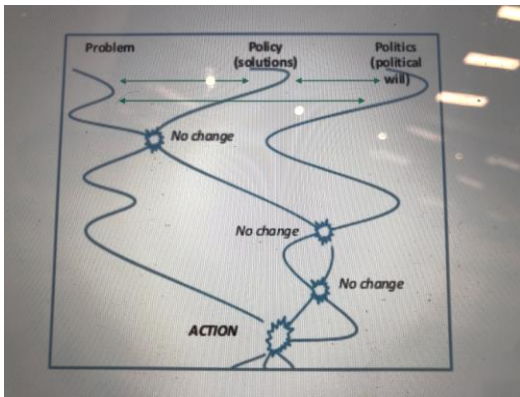 Problem
Policy
(solutions)
Politics
(political
will)
No change
No change
No change
ACTION